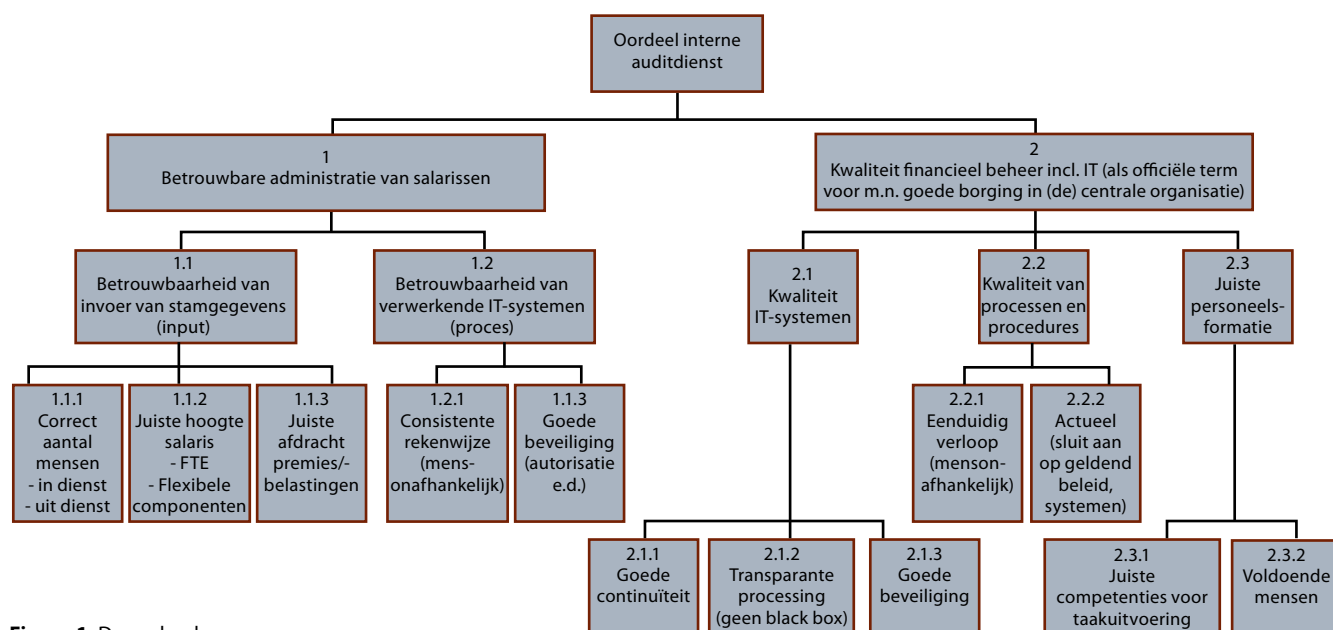 Oordeel interne
auditdienst
1
Betrouwbare administratie van salarissen
2
Kwaliteit financieel beheer incl. IT (als officiële term
voor m.n. goede borging in (de) centrale organisatie)
1.1
Betrouwbaarheid van
invoer van stamgegevens
(input)
1.2
Betrouwbaarheid van
verwerkende IT-systemen
(proces)
2.1
Kwaliteit
IT-systemen
2.2
Kwaliteit van
processen en
procedures
2.3
Juiste
personeels-
formatie
1.1.1
Correct
aantal
mensen
- in dienst
- uit dienst
1.1.2
Juiste hoogte
salaris
- FTE
- Flexibele
componenten
1.1.3
Juiste
afdracht
premies/-
belastingen
1.2.1
Consistente
rekenwijze
(mens-
onafhankelijk)
1.1.3
Goede
beveiliging
(autorisatie
e.d.)
2.2.1
Eenduidig
verloop
(menson-
afhankelijk)
2.2.2
Actueel
(sluit aan
op geldend
beleid,
systemen)
2.1.1
Goede
continuïteit
2.1.2
Transparante
processing
(geen black box)
2.1.3
Goede
beveiliging
2.3.1
Juiste
competenties voor
taakuitvoering
2.3.2
Voldoende
mensen